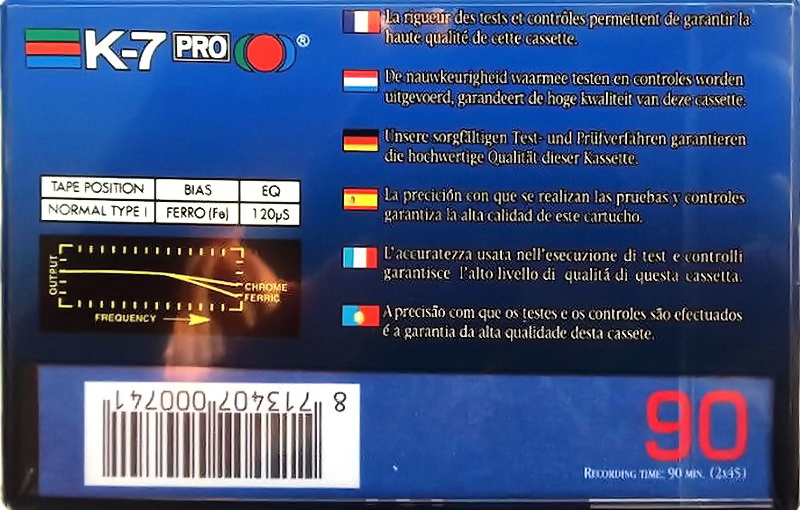 K-7 PRO ®
La rigueur des tests et contrôles permettent de garantir la
haute qualité de cette cassette.
De nauwkeurigheid waarmee testen en controles worden
uitgevoerd, garandeert de hoge kwaliteit van deze cassette.
Unsere sorgfältigen Test- und Prüfverfahren garantieren
die hochwertige Qualität dieser Kassette.
La precisión con que se realizan las pruebas y controles
garantiza la alta calidad de este cartucho.
L'accuratezza usata nell'esecuzione di test e controlli
garantisce l'alto livello di qualitá di questa cassetta.
A precisão com que os testes e os controles são efectuados
é a garantia da alta qualidade desta cassete.
TAPE POSITION BIAS EQ
NORMAL TYPE I FERRO (Fe) 120µS
OUTPUT
CHROME
FERRIC
FREQUENCY
8 713407 000741
90
RECORDING TIME: 90 MIN. (2x45)